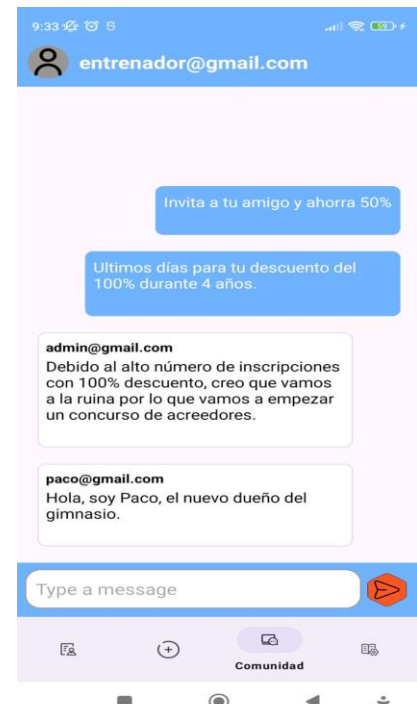 9:33
59
entrenador@gmail.com
Invita a tu amigo y ahorra 50%
Ultimos días para tu descuento del
100% durante 4 años.
admin@gmail.com
Debido al alto número de inscripciones
con 100% descuento, creo que vamos
a la ruina por lo que vamos a empezar
un concurso de acreedores.
paco@gmail.com
Hola, soy Paco, el nuevo dueño del
gimnasio.
Type a message
Comunidad